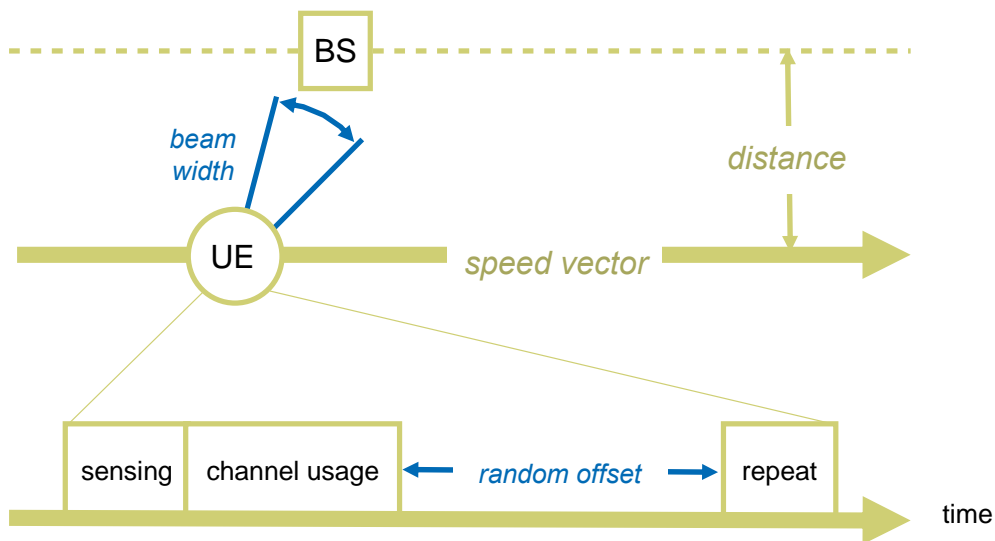 BS
beam
width
distance
UE
speed vector
sensing
channel usage
random offset
repeat
time